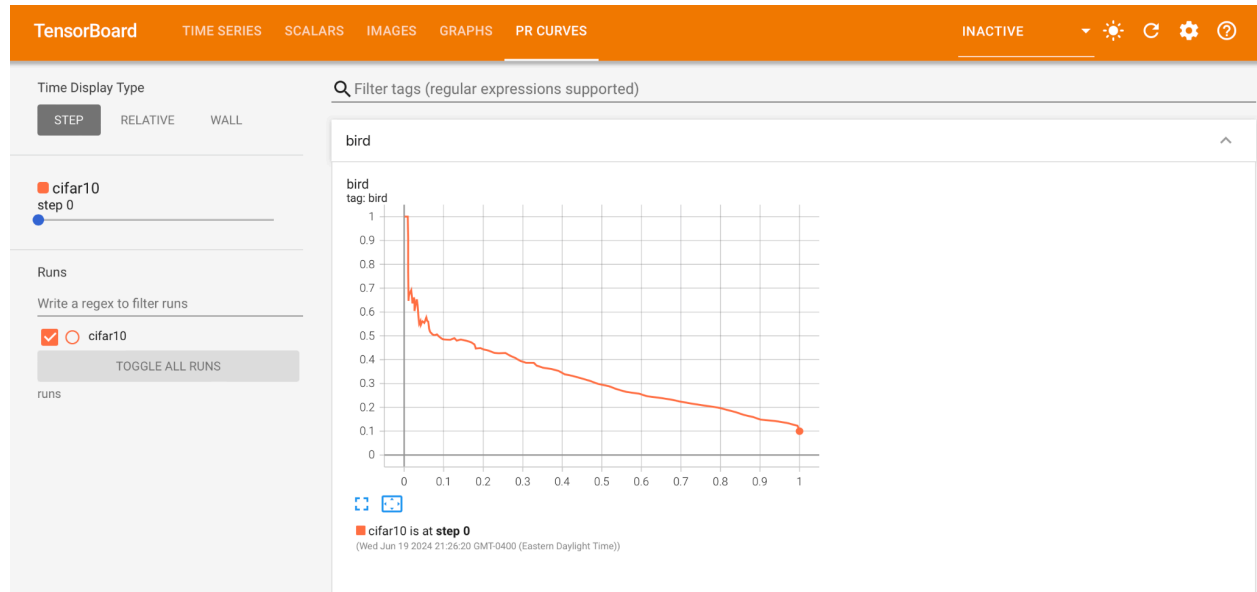 TensorBoard TIME SERIES SCALARS IMAGES GRAPHS PR CURVES INACTIVE
Time Display Type
STEP RELATIVE WALL
cifar10
step 0
Runs
Write a regex to filter runs
cifar10
TOGGLE ALL RUNS
runs
Filter tags (regular expressions supported)
bird
bird
tag: bird
1
0.9
0.8
0.7
0.6
0.5
0.4
0.3
0.2
0.1
0
0 0.1 0.2 0.3 0.4 0.5 0.6 0.7 0.8 0.9 1
cifar10 is at step 0
(Wed Jun 19 2024 21:26:20 GMT-0400 (Eastern Daylight Time))